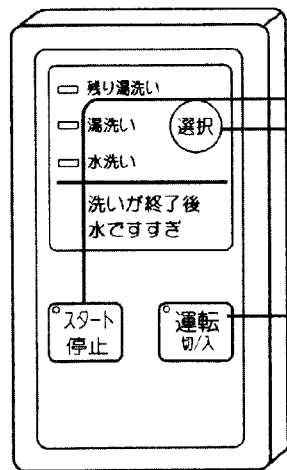 残り湯洗い
湯洗い
選択
水洗い
洗いが終了後
水ですすぎ
スタート
停止
運転
切/入